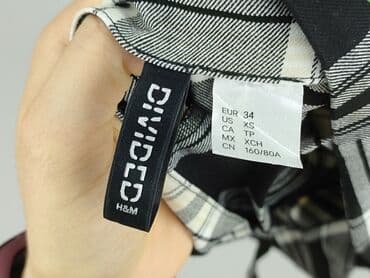 DIVIDED
H&M
EUR 34
US XS
CA TP
MX XCH
CN 160/80A